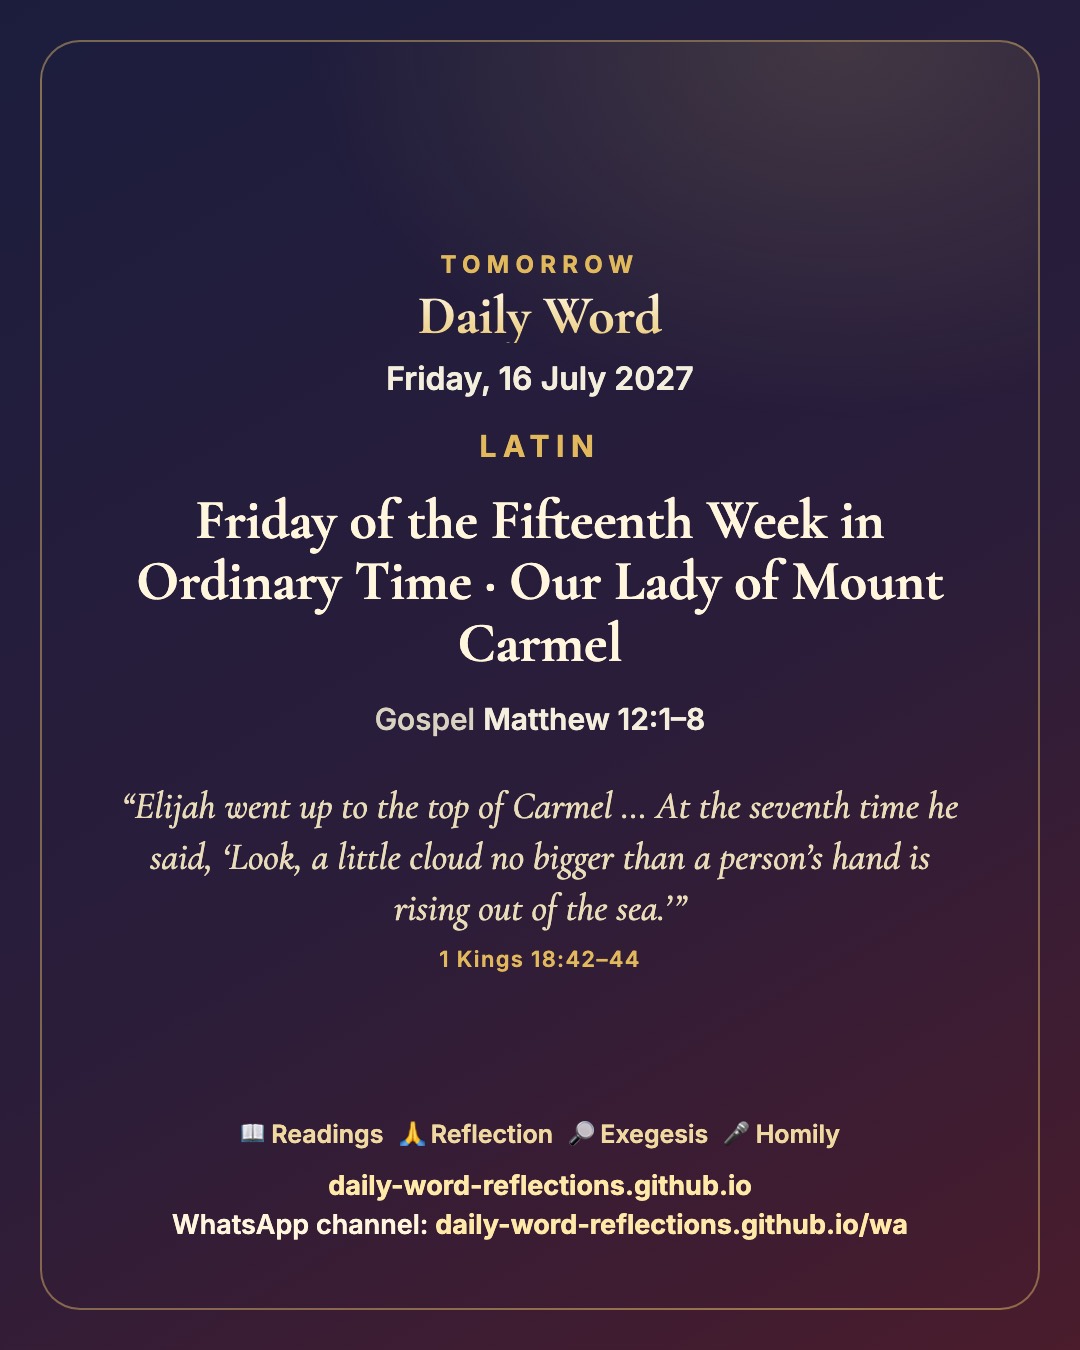 TOMORROW
Daily Word
Friday, 16 July 2027
LATIN
Friday of the Fifteenth Week in
Ordinary Time · Our Lady of Mount
Carmel
Gospel Matthew 12:1–8
“Elijah went up to the top of Carmel … At the seventh time he
said, ‘Look, a little cloud no bigger than a person’s hand is
rising out of the sea.’”
1 Kings 18:42–44
📖 Readings 🙏 Reflection 🔎 Exegesis 🎤 Homily
daily-word-reflections.github.io
WhatsApp channel: daily-word-reflections.github.io/wa